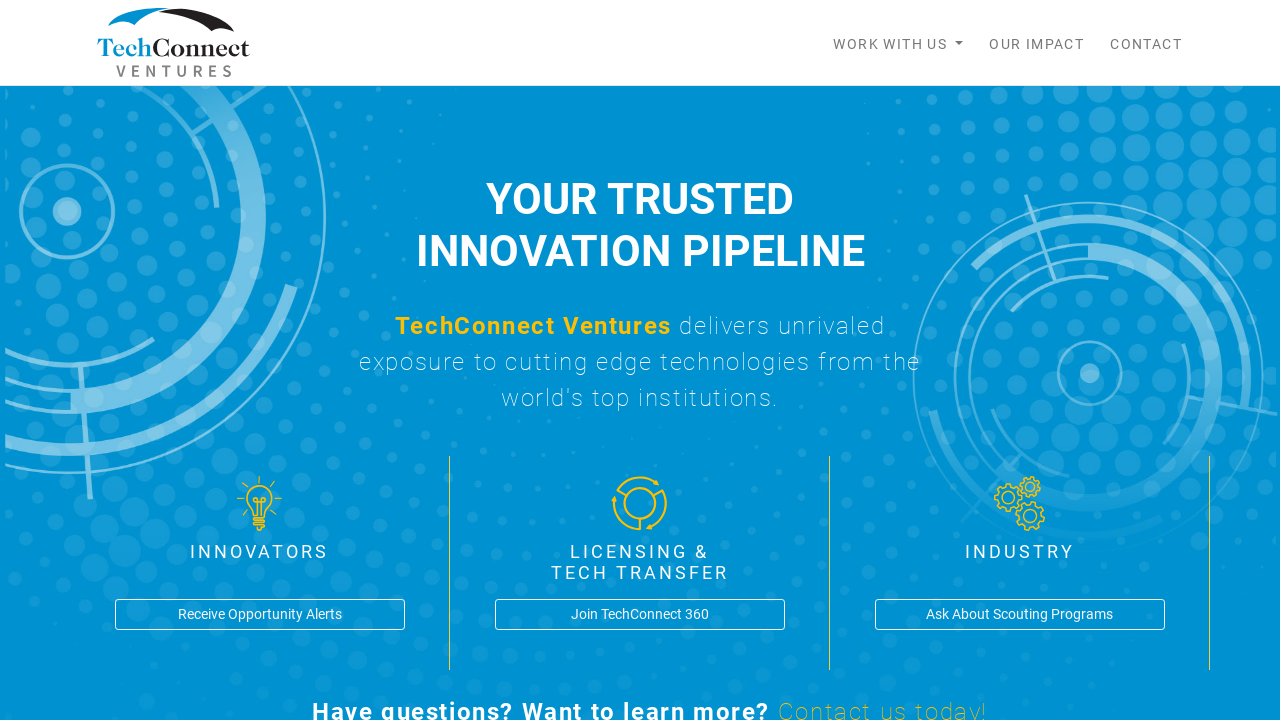 TechConnect
VENTURES
WORK WITH US
OUR IMPACT
CONTACT
YOUR TRUSTED
INNOVATION PIPELINE
TechConnect Ventures delivers unrivaled
exposure to cutting edge technologies from the
world's top institutions.
INNOVATORS
Receive Opportunity Alerts
LICENSING &
TECH TRANSFER
Join TechConnect 360
INDUSTRY
Ask About Scouting Programs
Have questions? Want to learn more? Contact us today!